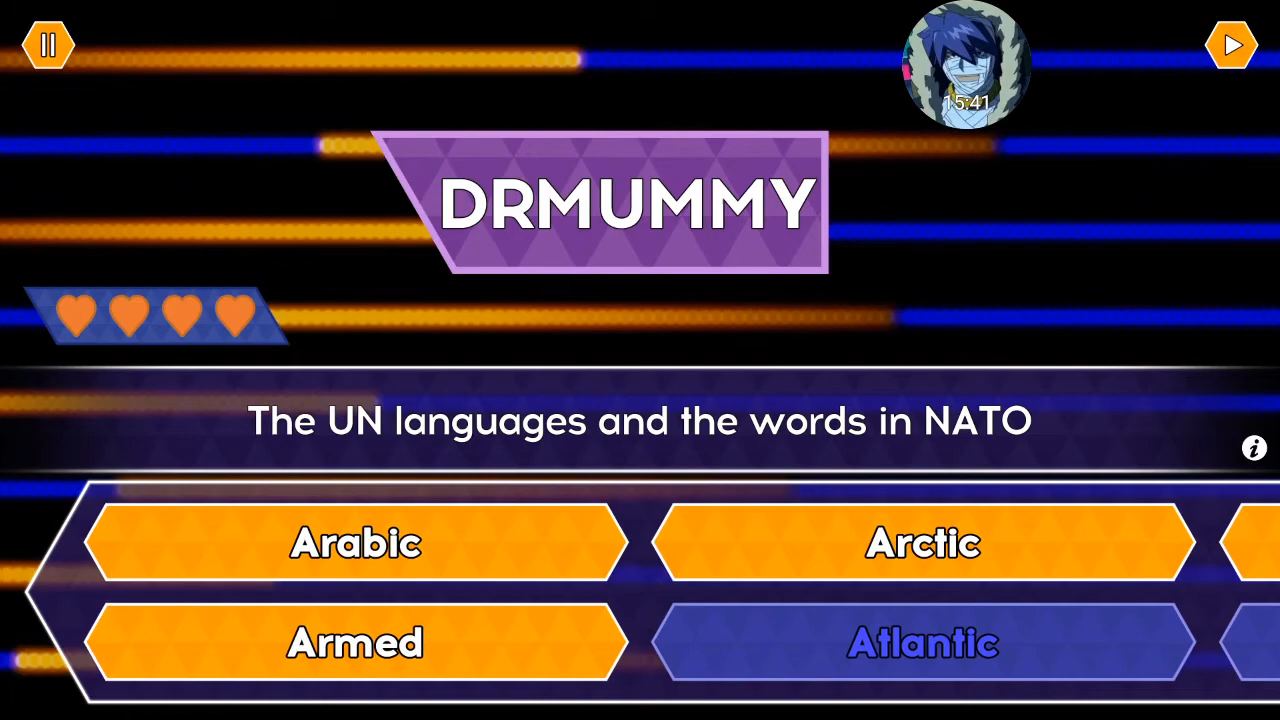 15:41
DRMUMMY
The UN languages and the words in NATO
i
Arabic
Arctic
Armed
Atlantic